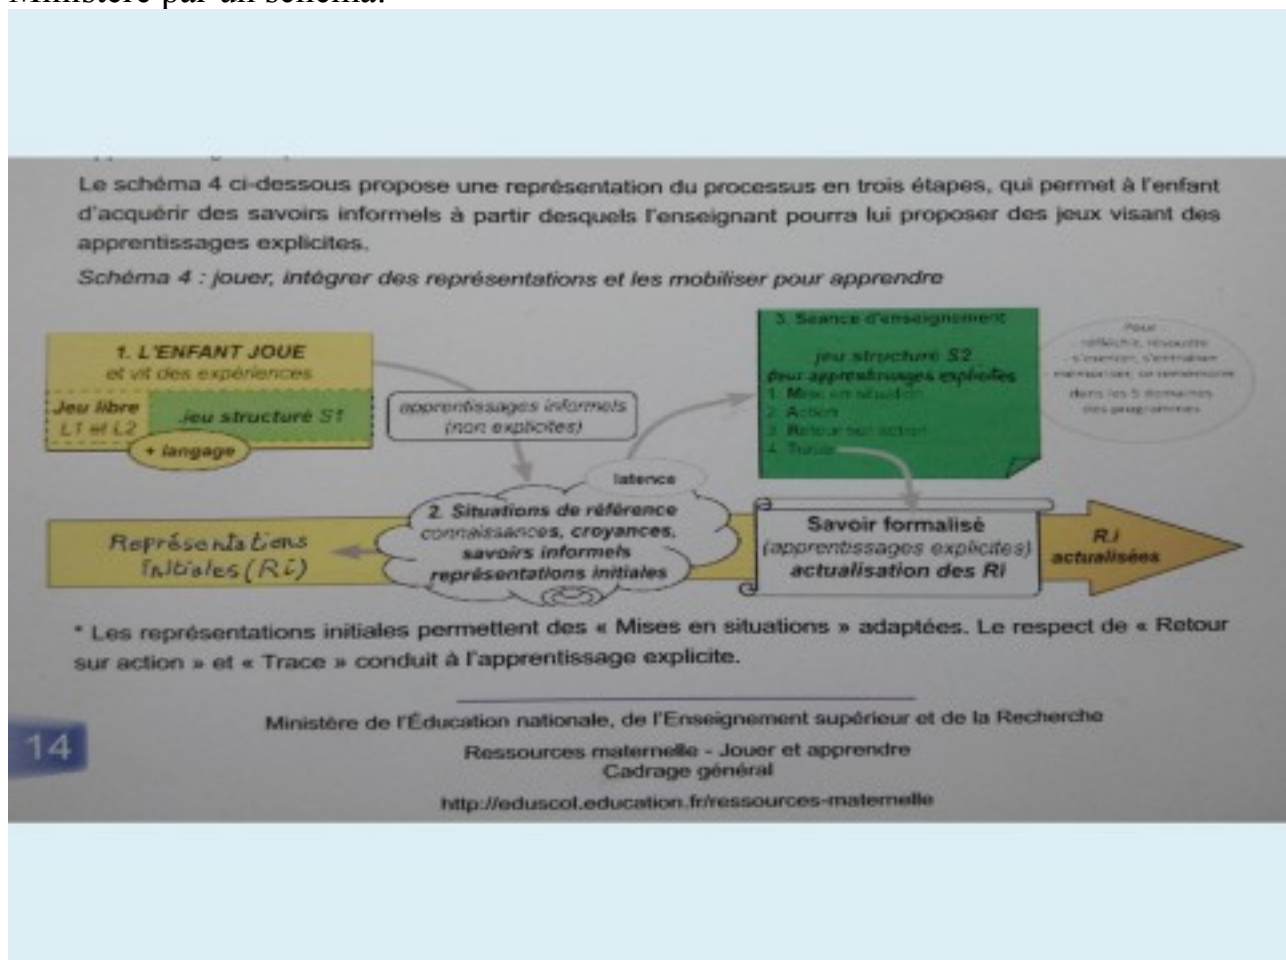 Ministère par un schéma.
Le schéma 4 ci-dessous propose une représentation du processus en trois étapes, qui permet à l'enfant
d'acquérir des savoirs informels à partir desquels l'enseignant pourra lui proposer des jeux visant des
apprentissages explicites.
Schéma 4 : jouer, intégrer des représentations et les mobiliser pour apprendre
1. L'ENFANT JOUE
et vit des expériences
Jeu libre
L1 et L2
jeu structuré S1
+ langage
apprentissages informels
(non explicites)
3. Séance d'enseignement
jeu structuré S2
pour apprentissages explicites
1. Mise en situation
2. Action
3. Retour sur action
4. Trace
Pour
réfléchir, résoudre
s'exercer, s'entraîner
mémoriser, se remémorer
dans les 5 domaines
des programmes
latence
2. Situations de référence
connaissances, croyances,
savoirs informels
représentations initiales
Représentations
Initiales (Ri)
Savoir formalisé
(apprentissages explicites)
actualisation des Ri
R.i
actualisées
* Les représentations initiales permettent des « Mises en situations » adaptées. Le respect de « Retour
sur action » et « Trace » conduit à l'apprentissage explicite.
Ministère de l'Éducation nationale, de l'Enseignement supérieur et de la Recherche
14
Ressources maternelle - Jouer et apprendre
Cadrage général
http://eduscol.education.fr/ressources-maternelle